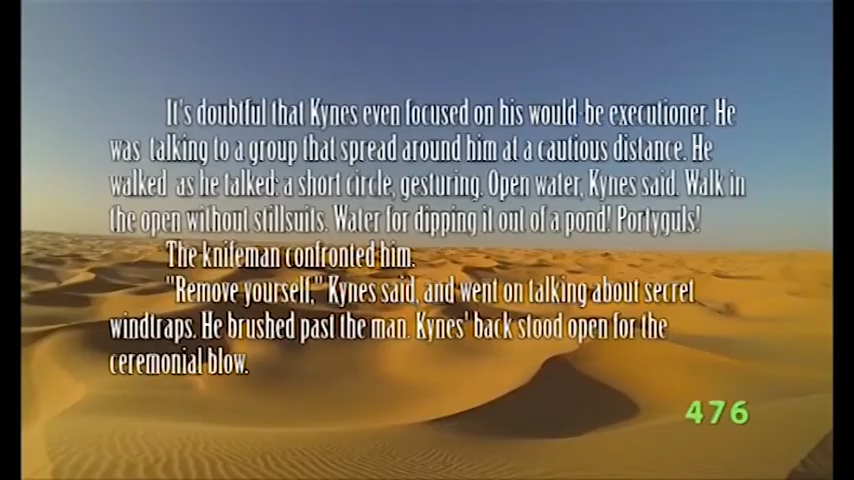 It's doubtful that Kynes even focused on his would-be executioner. He
was talking to a group that spread around him at a cautious distance. He
walked as he talked: a short circle, gesturing. Open water, Kynes said. Walk in
the open without stillsuits. Water for dipping it out of a pond! Portyguls!
The knifeman confronted him.
"Remove yourself," Kynes said, and went on talking about secret
windtraps. He brushed past the man. Kynes' back stood open for the
ceremonial blow.
476